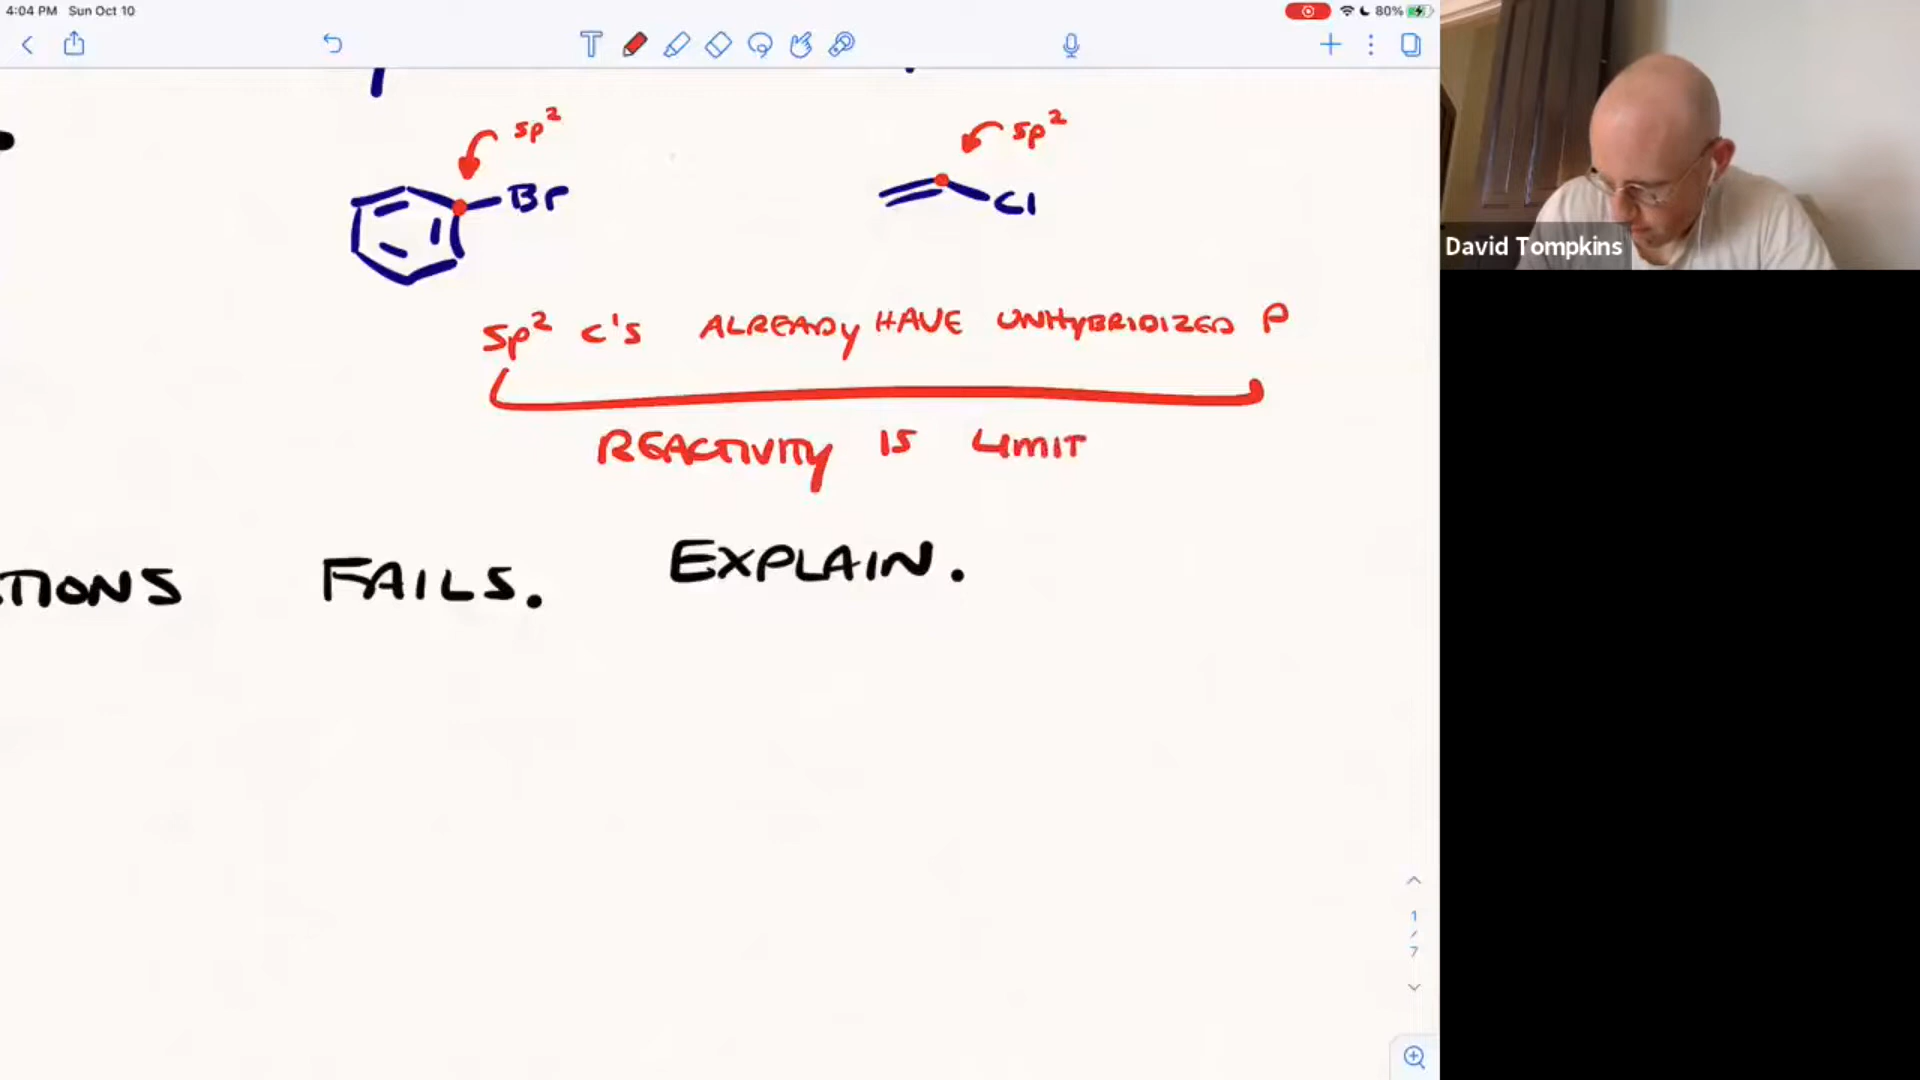 4:04 PM Sun Oct 10
80%
sp²
sp²
Br
Cl
David Tompkins
sp² C's ALREADY HAVE UNHYBRIDIZED P
REACTIVITY IS LIMIT
TIONS FAILS. EXPLAIN.
1
/
7